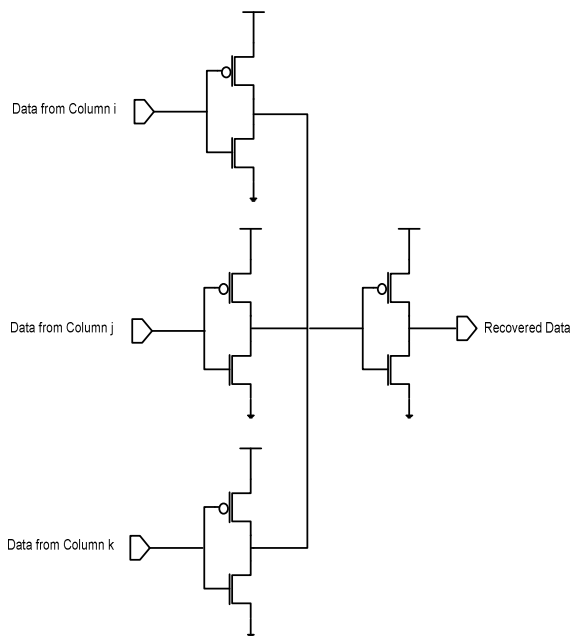 Data from Column i
Data from Column j
Recovered Data
Data from Column k